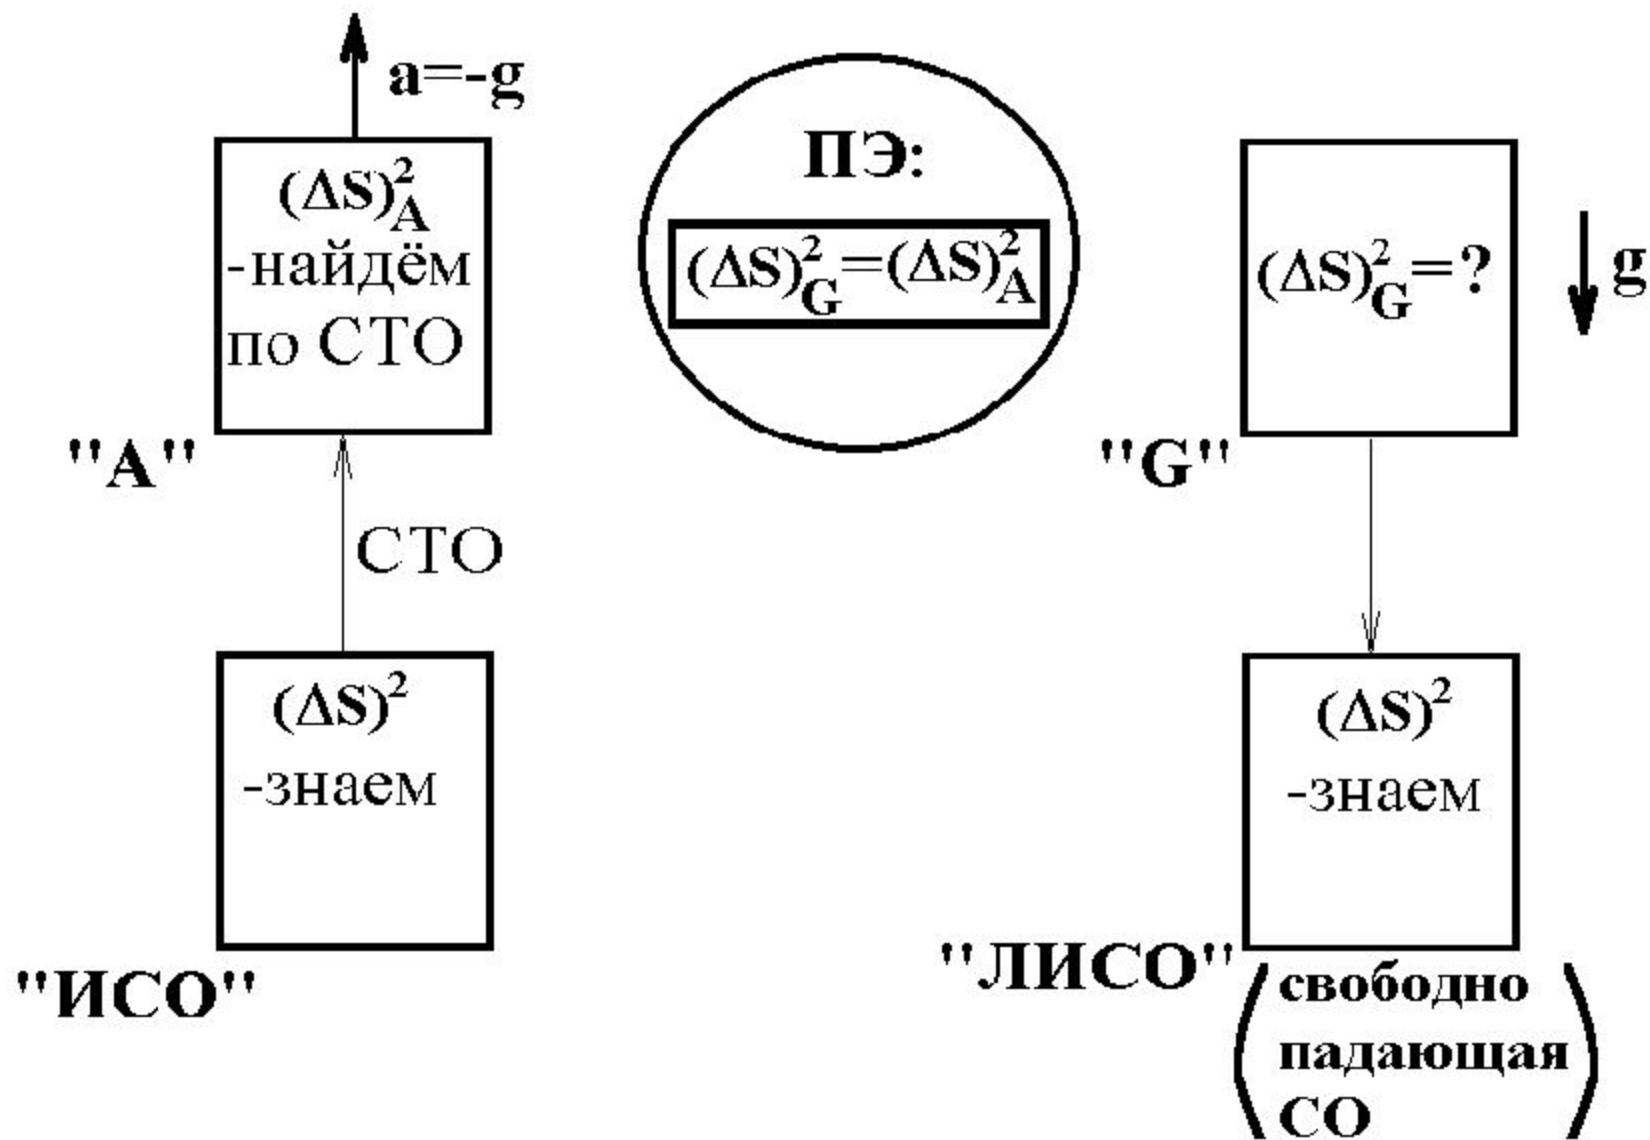 a=-g
(ΔS)²_A
-найдём
по СТО
"А"
СТО
(ΔS)²
-знаем
"ИСО"
ПЭ:
(ΔS)²_G=(ΔS)²_A
(ΔS)²_G=?
g
"G"
(ΔS)²
-знаем
"ЛИСО"
(свободно
падающая
СО)